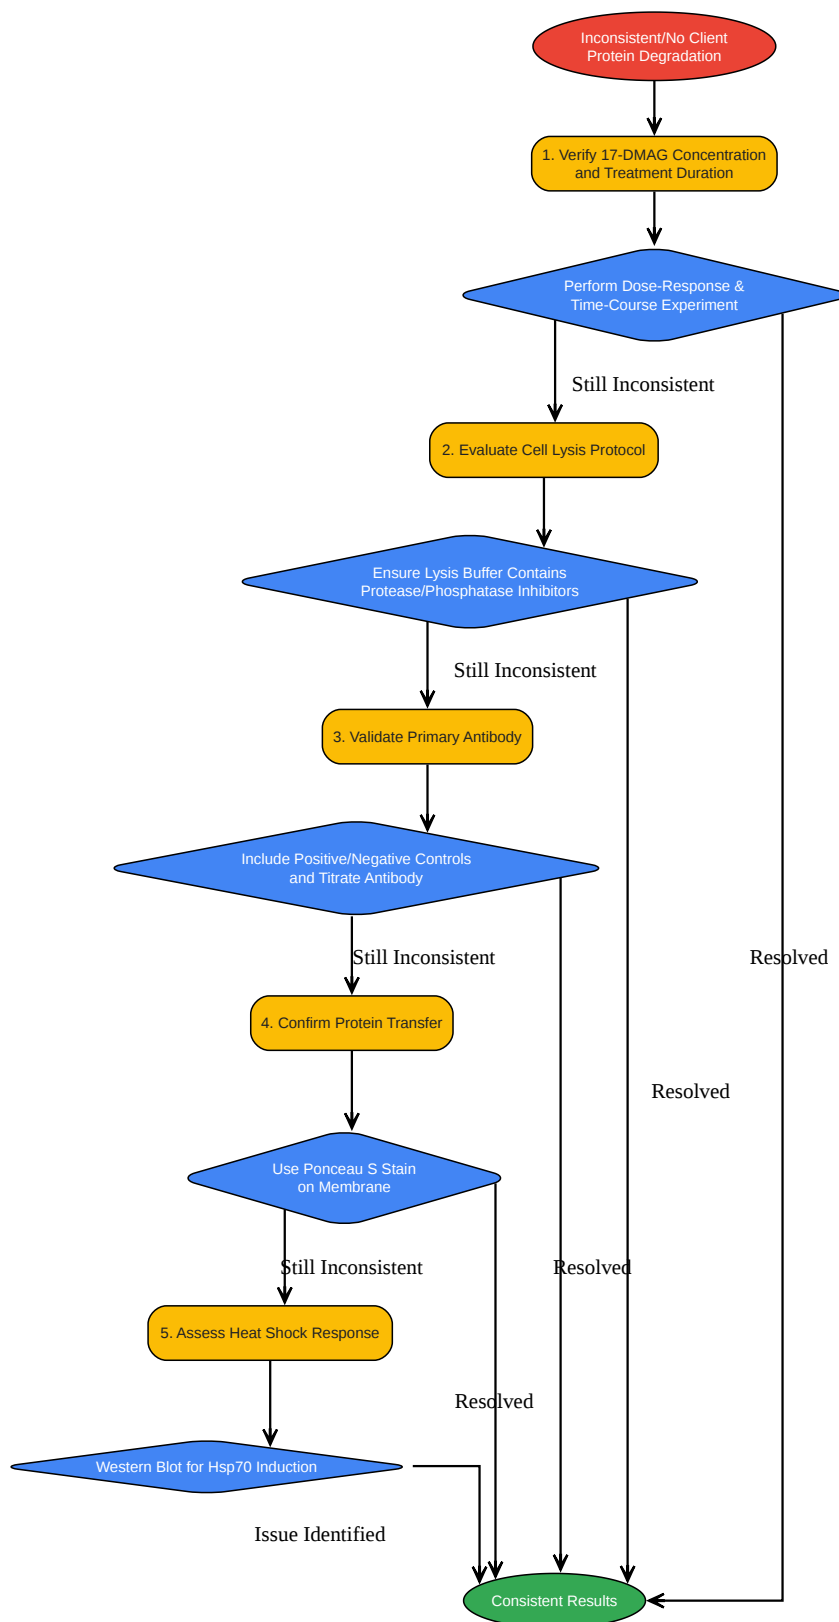 Inconsistent/No Client
Protein Degradation
1. Verify 17-DMAG Concentration
and Treatment Duration
Perform Dose-Response &
Time-Course Experiment
Still Inconsistent
2. Evaluate Cell Lysis Protocol
Ensure Lysis Buffer Contains
Protease/Phosphatase Inhibitors
Still Inconsistent
3. Validate Primary Antibody
Include Positive/Negative Controls
and Titrate Antibody
Still Inconsistent
Resolved
4. Confirm Protein Transfer
Resolved
Use Ponceau S Stain
on Membrane
Still Inconsistent
Resolved
5. Assess Heat Shock Response
Resolved
Western Blot for Hsp70 Induction
Issue Identified
Consistent Results